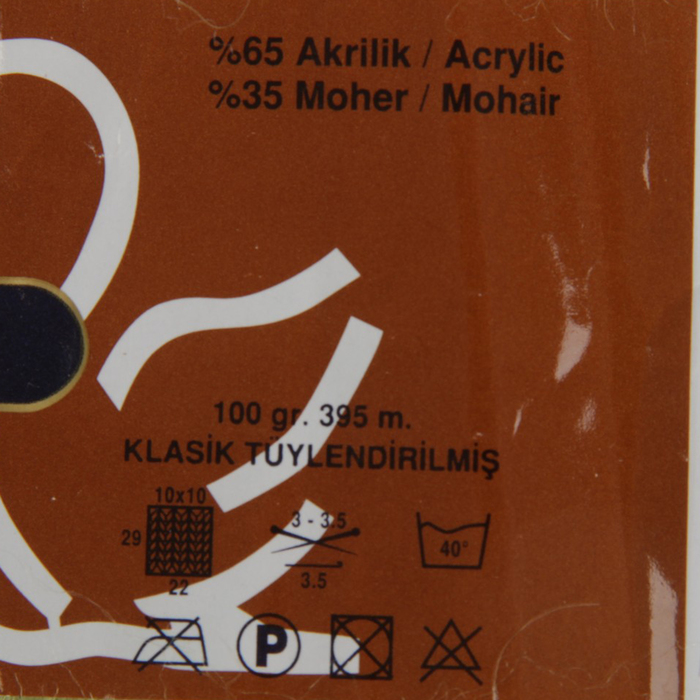 %65 Akrilik / Acrylic
%35 Moher / Mohair
100 gr. 395 m.
KLASİK TÜYLENDİRİLMİŞ
10x10
29
22
3 - 3.5
3.5
40°
P